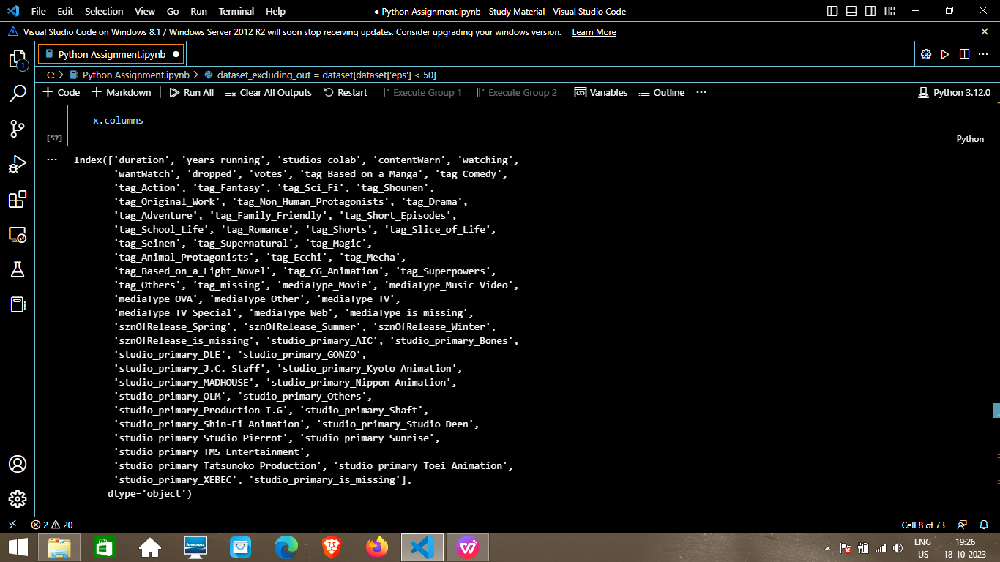 File Edit Selection View Go Run Terminal Help ● Python Assignment.ipynb - Study Material - Visual Studio Code
Visual Studio Code on Windows 8.1 / Windows Server 2012 R2 will soon stop receiving updates. Consider upgrading your windows version. Learn More
1
Python Assignment.ipynb ●
C: > Python Assignment.ipynb > dataset_excluding_out = dataset[dataset['eps'] < 50]
+ Code + Markdown Run All Clear All Outputs Restart Execute Group 1 Execute Group 2 Variables Outline ··· Python 3.12.0
x.columns
[57]
Python
··· Index(['duration', 'years_running', 'studios_colab', 'contentWarn', 'watching',
'wantWatch', 'dropped', 'votes', 'tag_Based_on_a_Manga', 'tag_Comedy',
'tag_Action', 'tag_Fantasy', 'tag_Sci_Fi', 'tag_Shounen',
'tag_Original_Work', 'tag_Non_Human_Protagonists', 'tag_Drama',
'tag_Adventure', 'tag_Family_Friendly', 'tag_Short_Episodes',
'tag_School_Life', 'tag_Romance', 'tag_Shorts', 'tag_Slice_of_Life',
'tag_Seinen', 'tag_Supernatural', 'tag_Magic',
'tag_Animal_Protagonists', 'tag_Ecchi', 'tag_Mecha',
'tag_Based_on_a_Light_Novel', 'tag_CG_Animation', 'tag_Superpowers',
'tag_Others', 'tag_missing', 'mediaType_Movie', 'mediaType_Music Video',
'mediaType_OVA', 'mediaType_Other', 'mediaType_TV',
'mediaType_TV Special', 'mediaType_Web', 'mediaType_is_missing',
'sznOfRelease_Spring', 'sznOfRelease_Summer', 'sznOfRelease_Winter',
'sznOfRelease_is_missing', 'studio_primary_AIC', 'studio_primary_Bones',
'studio_primary_DLE', 'studio_primary_GONZO',
'studio_primary_J.C. Staff', 'studio_primary_Kyoto Animation',
'studio_primary_MADHOUSE', 'studio_primary_Nippon Animation',
'studio_primary_OLM', 'studio_primary_Others',
'studio_primary_Production I.G', 'studio_primary_Shaft',
'studio_primary_Shin-Ei Animation', 'studio_primary_Studio Deen',
'studio_primary_Studio Pierrot', 'studio_primary_Sunrise',
'studio_primary_TMS Entertainment',
'studio_primary_Tatsunoko Production', 'studio_primary_Toei Animation',
'studio_primary_XEBEC', 'studio_primary_is_missing'],
dtype='object')
2 20 Cell 8 of 73
lenovo
ENG 19:26
US 18-10-2023